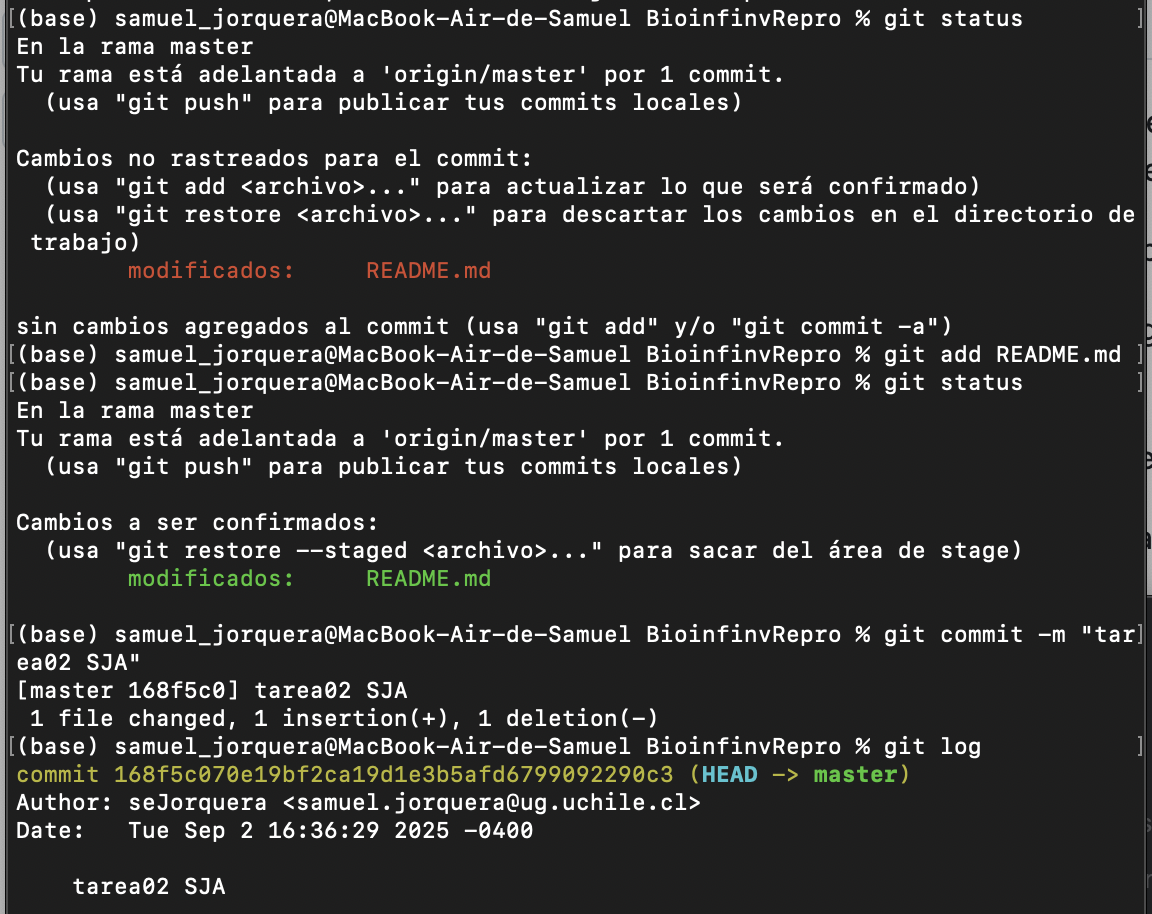 [(base) samuel_jorquera@MacBook-Air-de-Samuel BioinfinvRepro % git status ]
En la rama master
Tu rama está adelantada a 'origin/master' por 1 commit.
  (usa "git push" para publicar tus commits locales)

Cambios no rastreados para el commit:
  (usa "git add <archivo>..." para actualizar lo que será confirmado)
  (usa "git restore <archivo>..." para descartar los cambios en el directorio de
 trabajo)
        modificados:     README.md

sin cambios agregados al commit (usa "git add" y/o "git commit -a")
[(base) samuel_jorquera@MacBook-Air-de-Samuel BioinfinvRepro % git add README.md ]
[(base) samuel_jorquera@MacBook-Air-de-Samuel BioinfinvRepro % git status ]
En la rama master
Tu rama está adelantada a 'origin/master' por 1 commit.
  (usa "git push" para publicar tus commits locales)

Cambios a ser confirmados:
  (usa "git restore --staged <archivo>..." para sacar del área de stage)
        modificados:     README.md

[(base) samuel_jorquera@MacBook-Air-de-Samuel BioinfinvRepro % git commit -m "tar]
ea02 SJA"
[master 168f5c0] tarea02 SJA
 1 file changed, 1 insertion(+), 1 deletion(-)
[(base) samuel_jorquera@MacBook-Air-de-Samuel BioinfinvRepro % git log ]
commit 168f5c070e19bf2ca19d1e3b5afd6799092290c3 (HEAD -> master)
Author: seJorquera <samuel.jorquera@ug.uchile.cl>
Date:   Tue Sep 2 16:36:29 2025 -0400

    tarea02 SJA